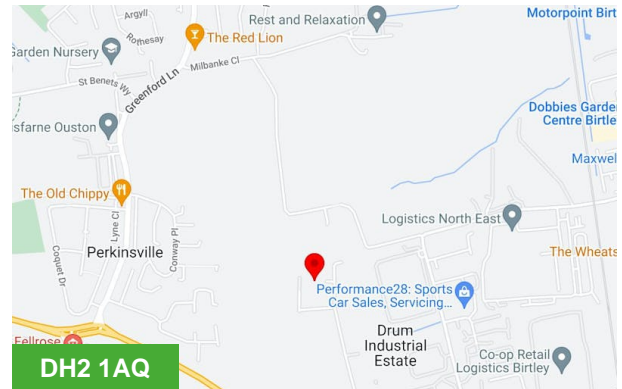 Argyll
Motorpoint Birt
Rest and Relaxation
Rothesay
The Red Lion
Garden Nursery
Milbanke Cl
St Benets Wy
Greenford Ln
Dobbies Garde
Centre Birtle
isfarne Ouston
Maxwel
The Old Chippy
Lyne Cl
Logistics North East
Conway Pl
Perkinsville
Coquet Dr
The Wheats
Performance28: Sports
Car Sales, Servicing...
Drum
Industrial
Estate
Fellrose
Co-op Retail
Logistics Birtley
DH2 1AQ